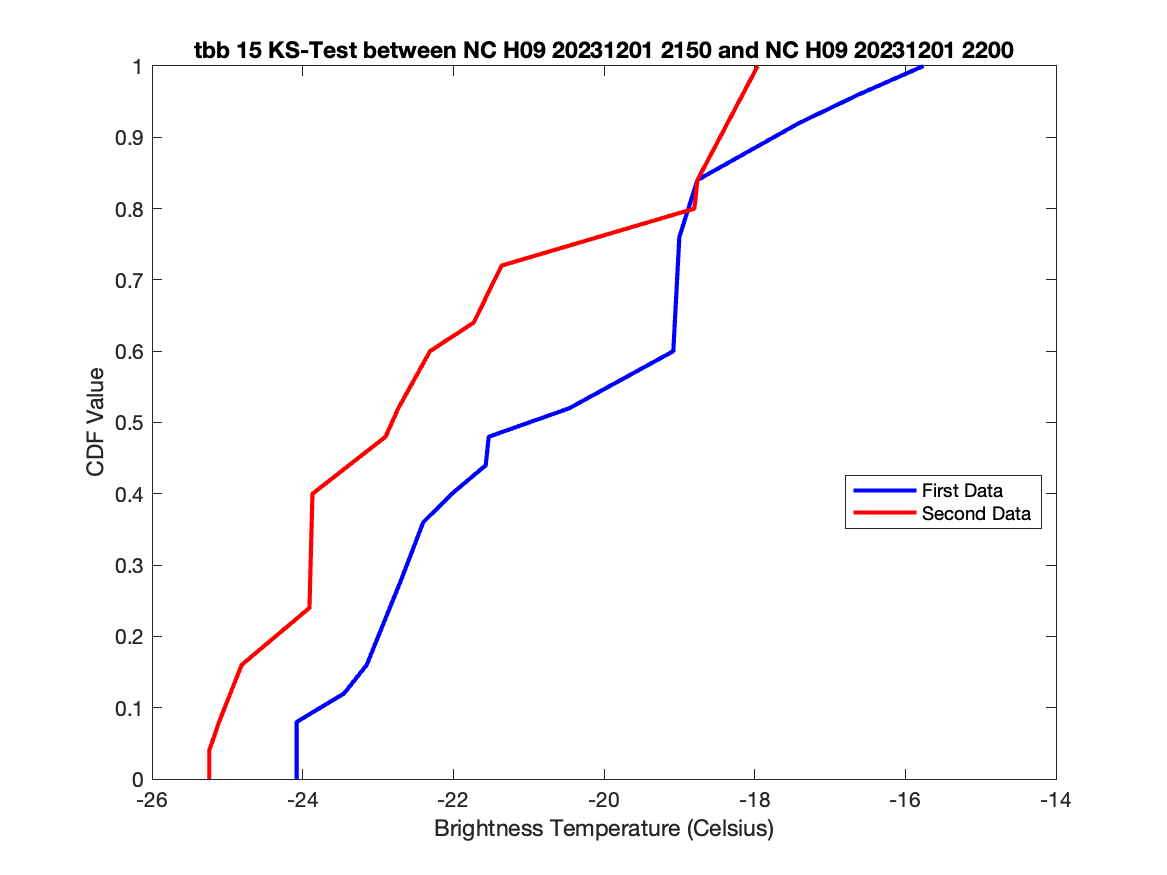 tbb 15 KS-Test between NC H09 20231201 2150 and NC H09 20231201 2200
1
0.9
0.8
0.7
0.6
0.5
0.4
0.3
0.2
0.1
0
CDF Value
First Data
Second Data
-26 -24 -22 -20 -18 -16 -14
Brightness Temperature (Celsius)